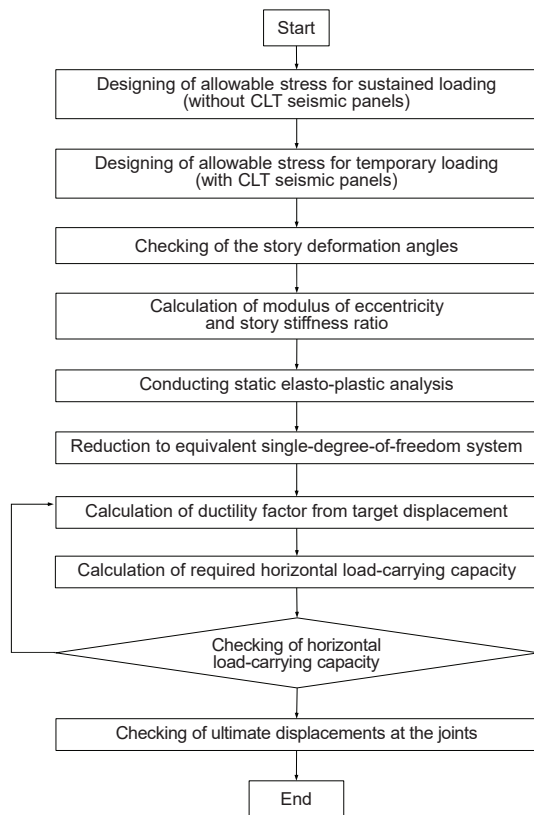 Start
Designing of allowable stress for sustained loading
(without CLT seismic panels)
Designing of allowable stress for temporary loading
(with CLT seismic panels)
Checking of the story deformation angles
Calculation of modulus of eccentricity
and story stiffness ratio
Conducting static elasto-plastic analysis
Reduction to equivalent single-degree-of-freedom system
Calculation of ductility factor from target displacement
Calculation of required horizontal load-carrying capacity
Checking of horizontal
load-carrying capacity
Checking of ultimate displacements at the joints
End